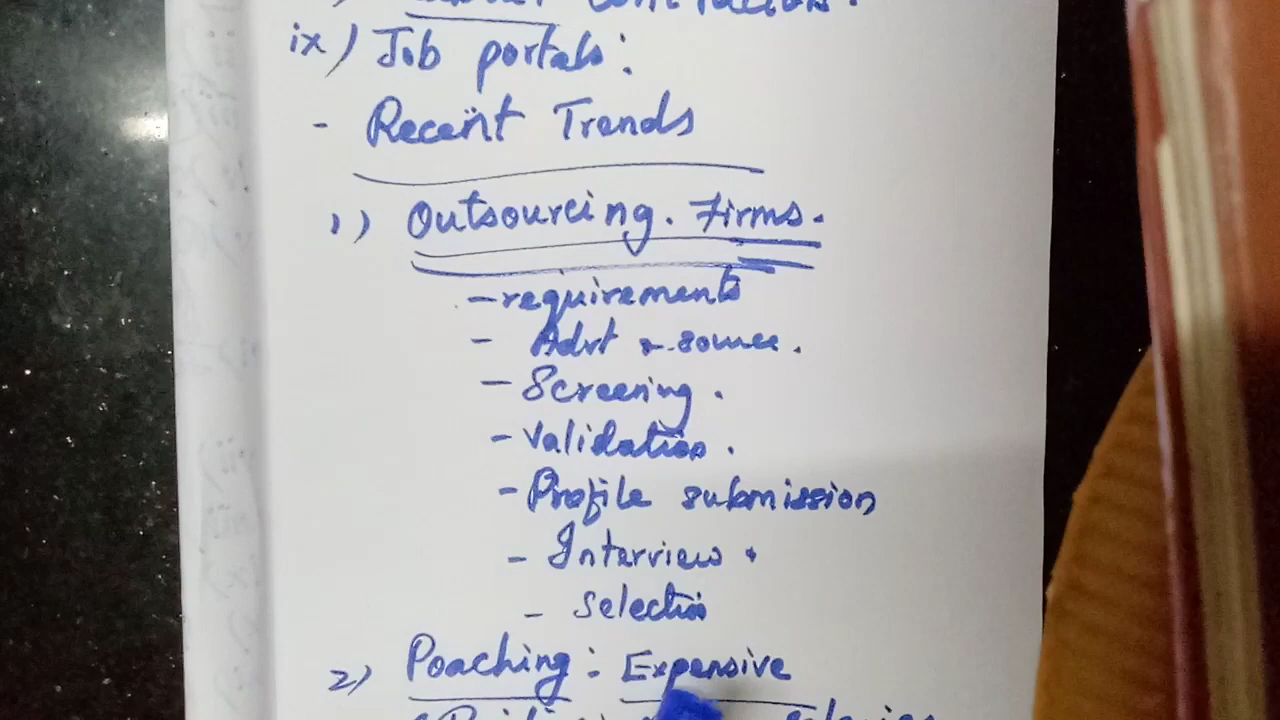 ix) Job portals:
- Recent Trends
1) Outsourcing. Firms.
- requirements
- Advt & source.
- Screening.
- Validation.
- Profile submission
- Interview.
- Selection
2) Poaching: Expensive